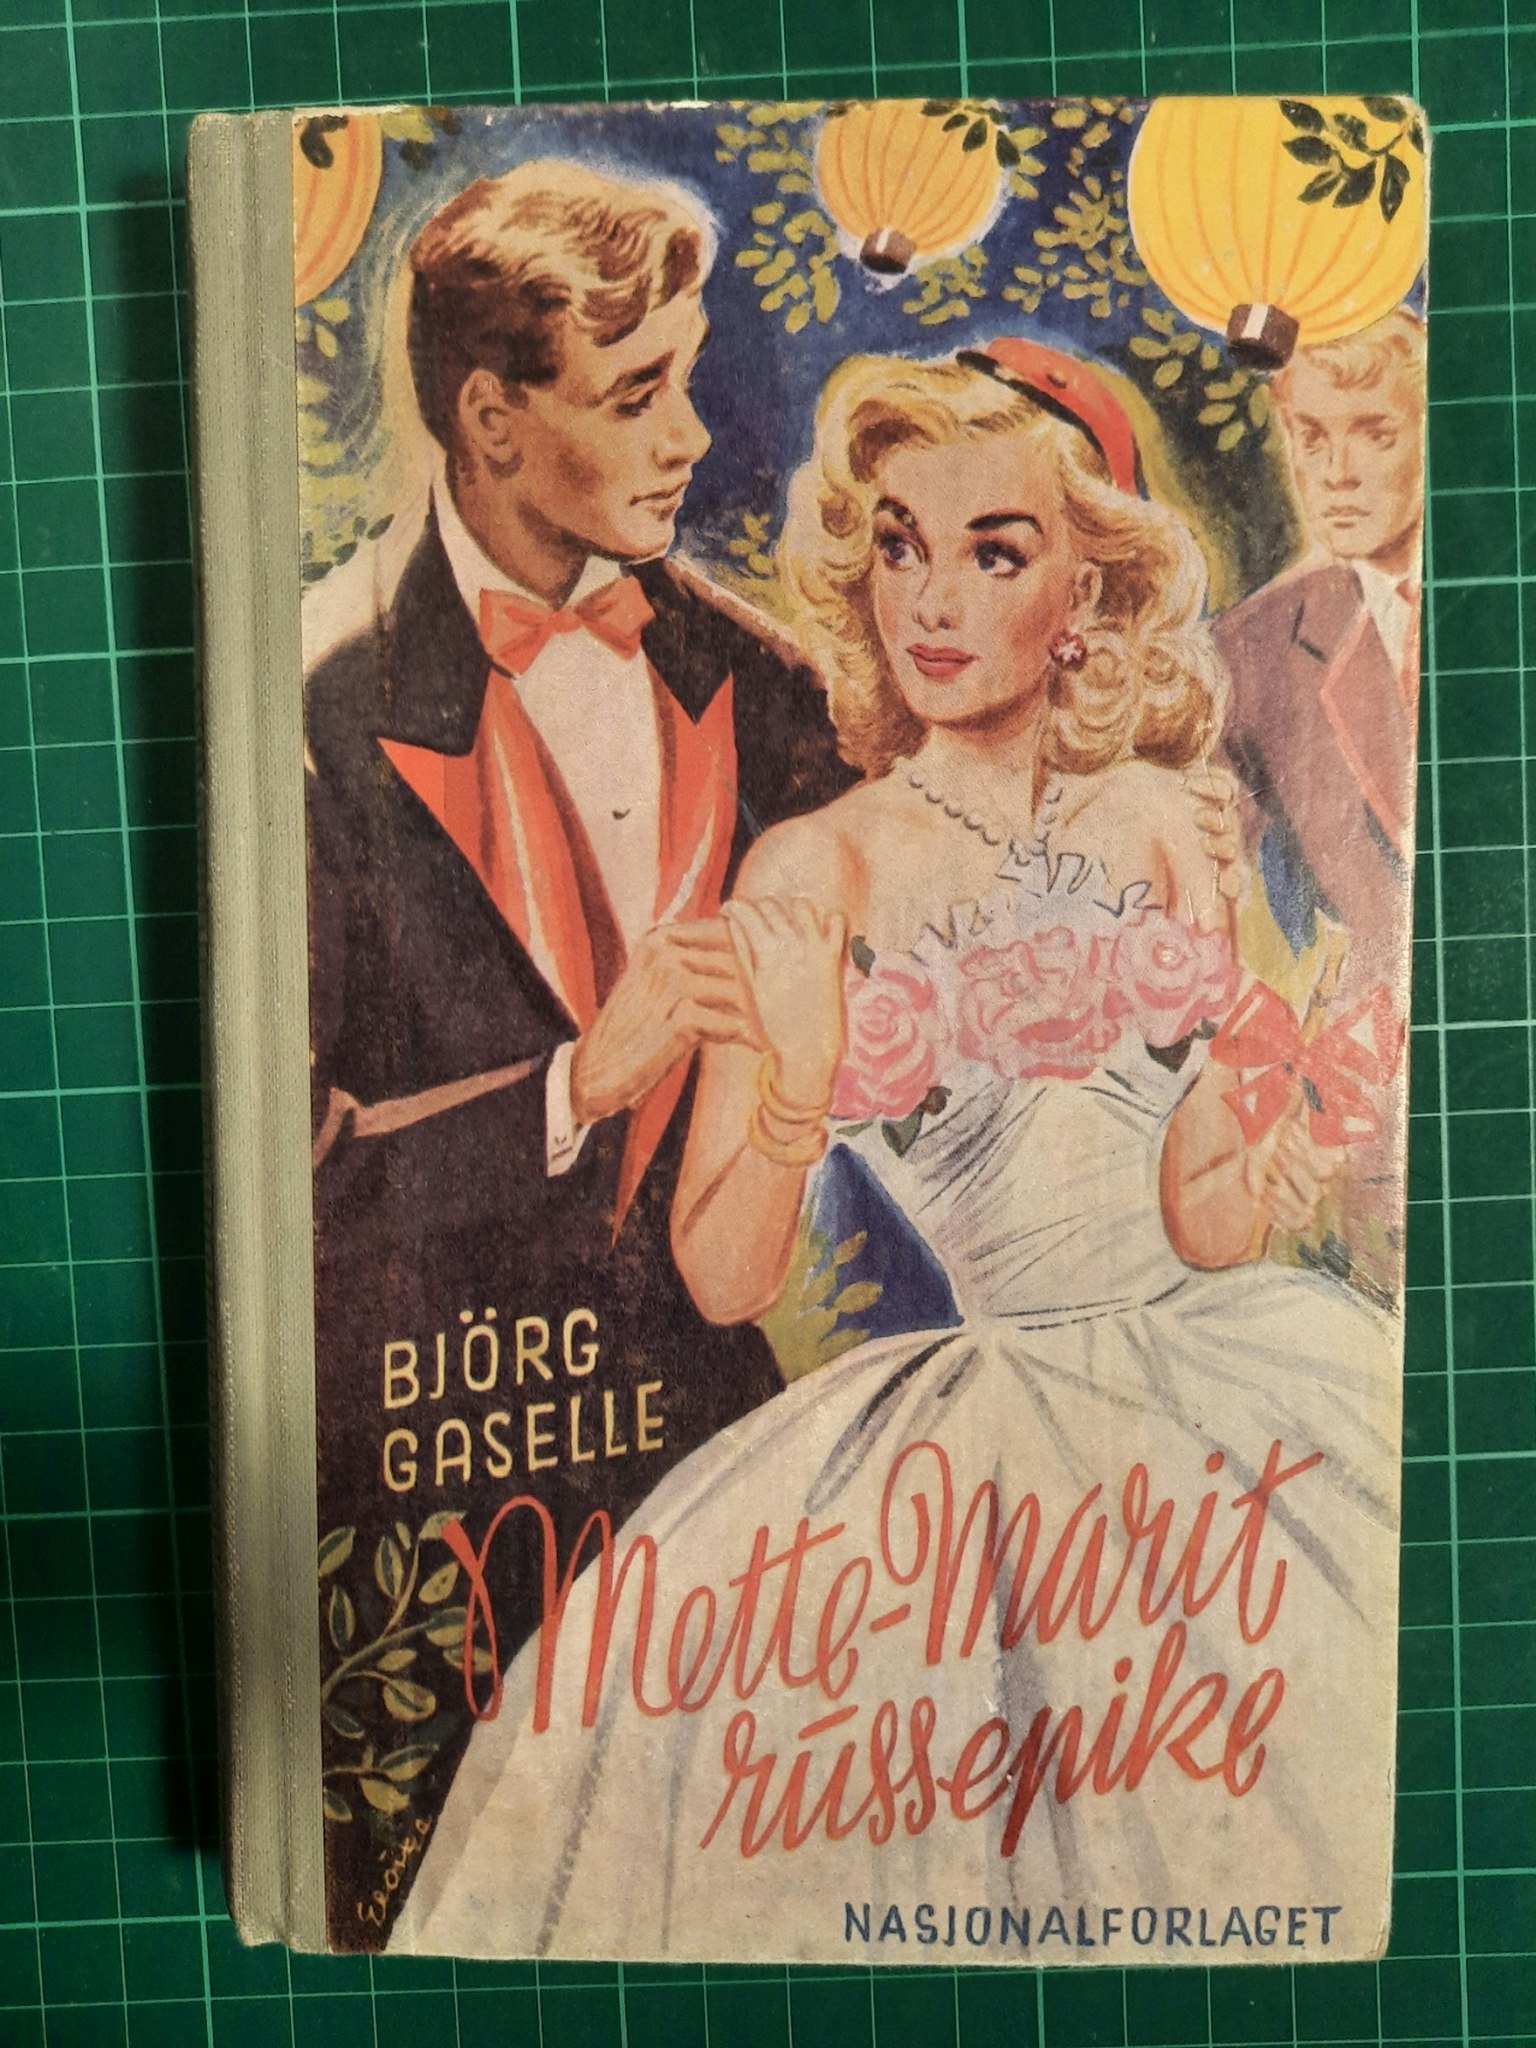 BJÖRG
GASELLE
Mette-Marit
russepike
NASJONALFORLAGET